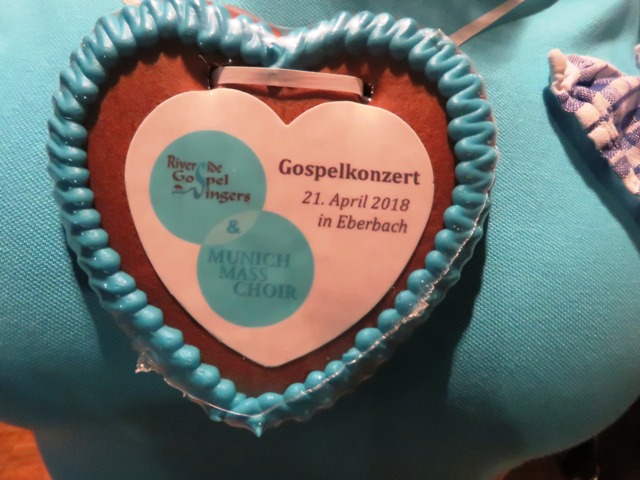 River side
Gospel
Singers
&
MUNICH
MASS
CHOIR
Gospelkonzert
21. April 2018
in Eberbach